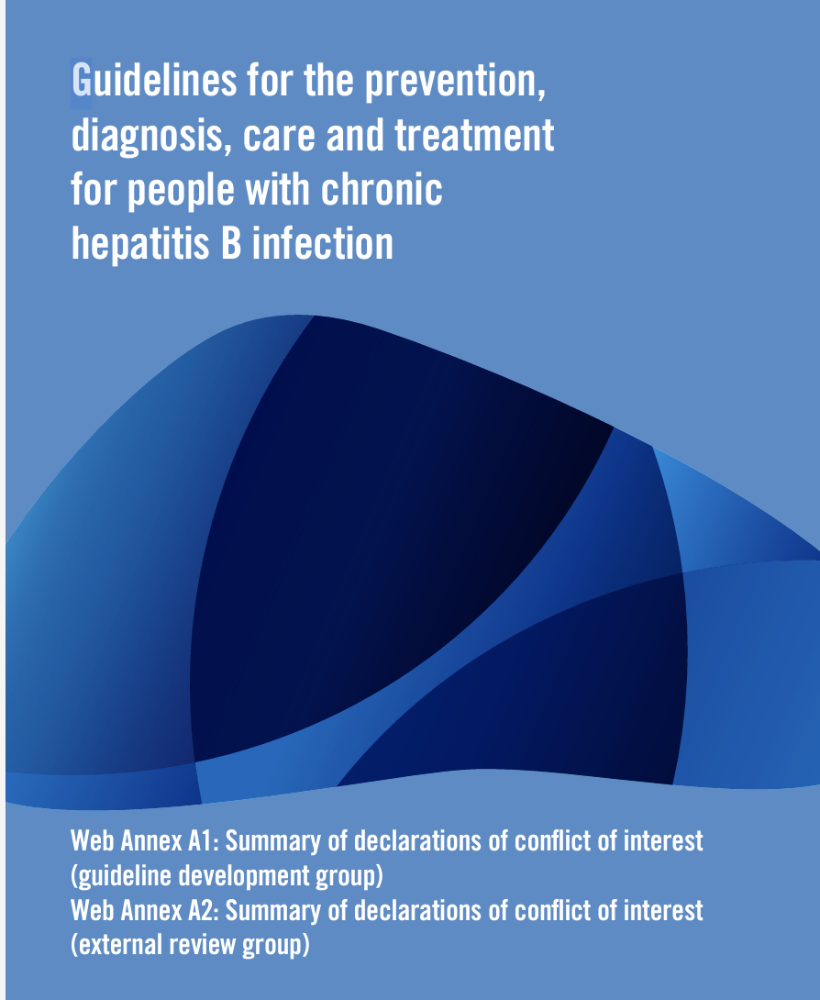 Guidelines for the prevention,
diagnosis, care and treatment
for people with chronic
hepatitis B infection
Web Annex A1: Summary of declarations of conflict of interest
(guideline development group)
Web Annex A2: Summary of declarations of conflict of interest
(external review group)